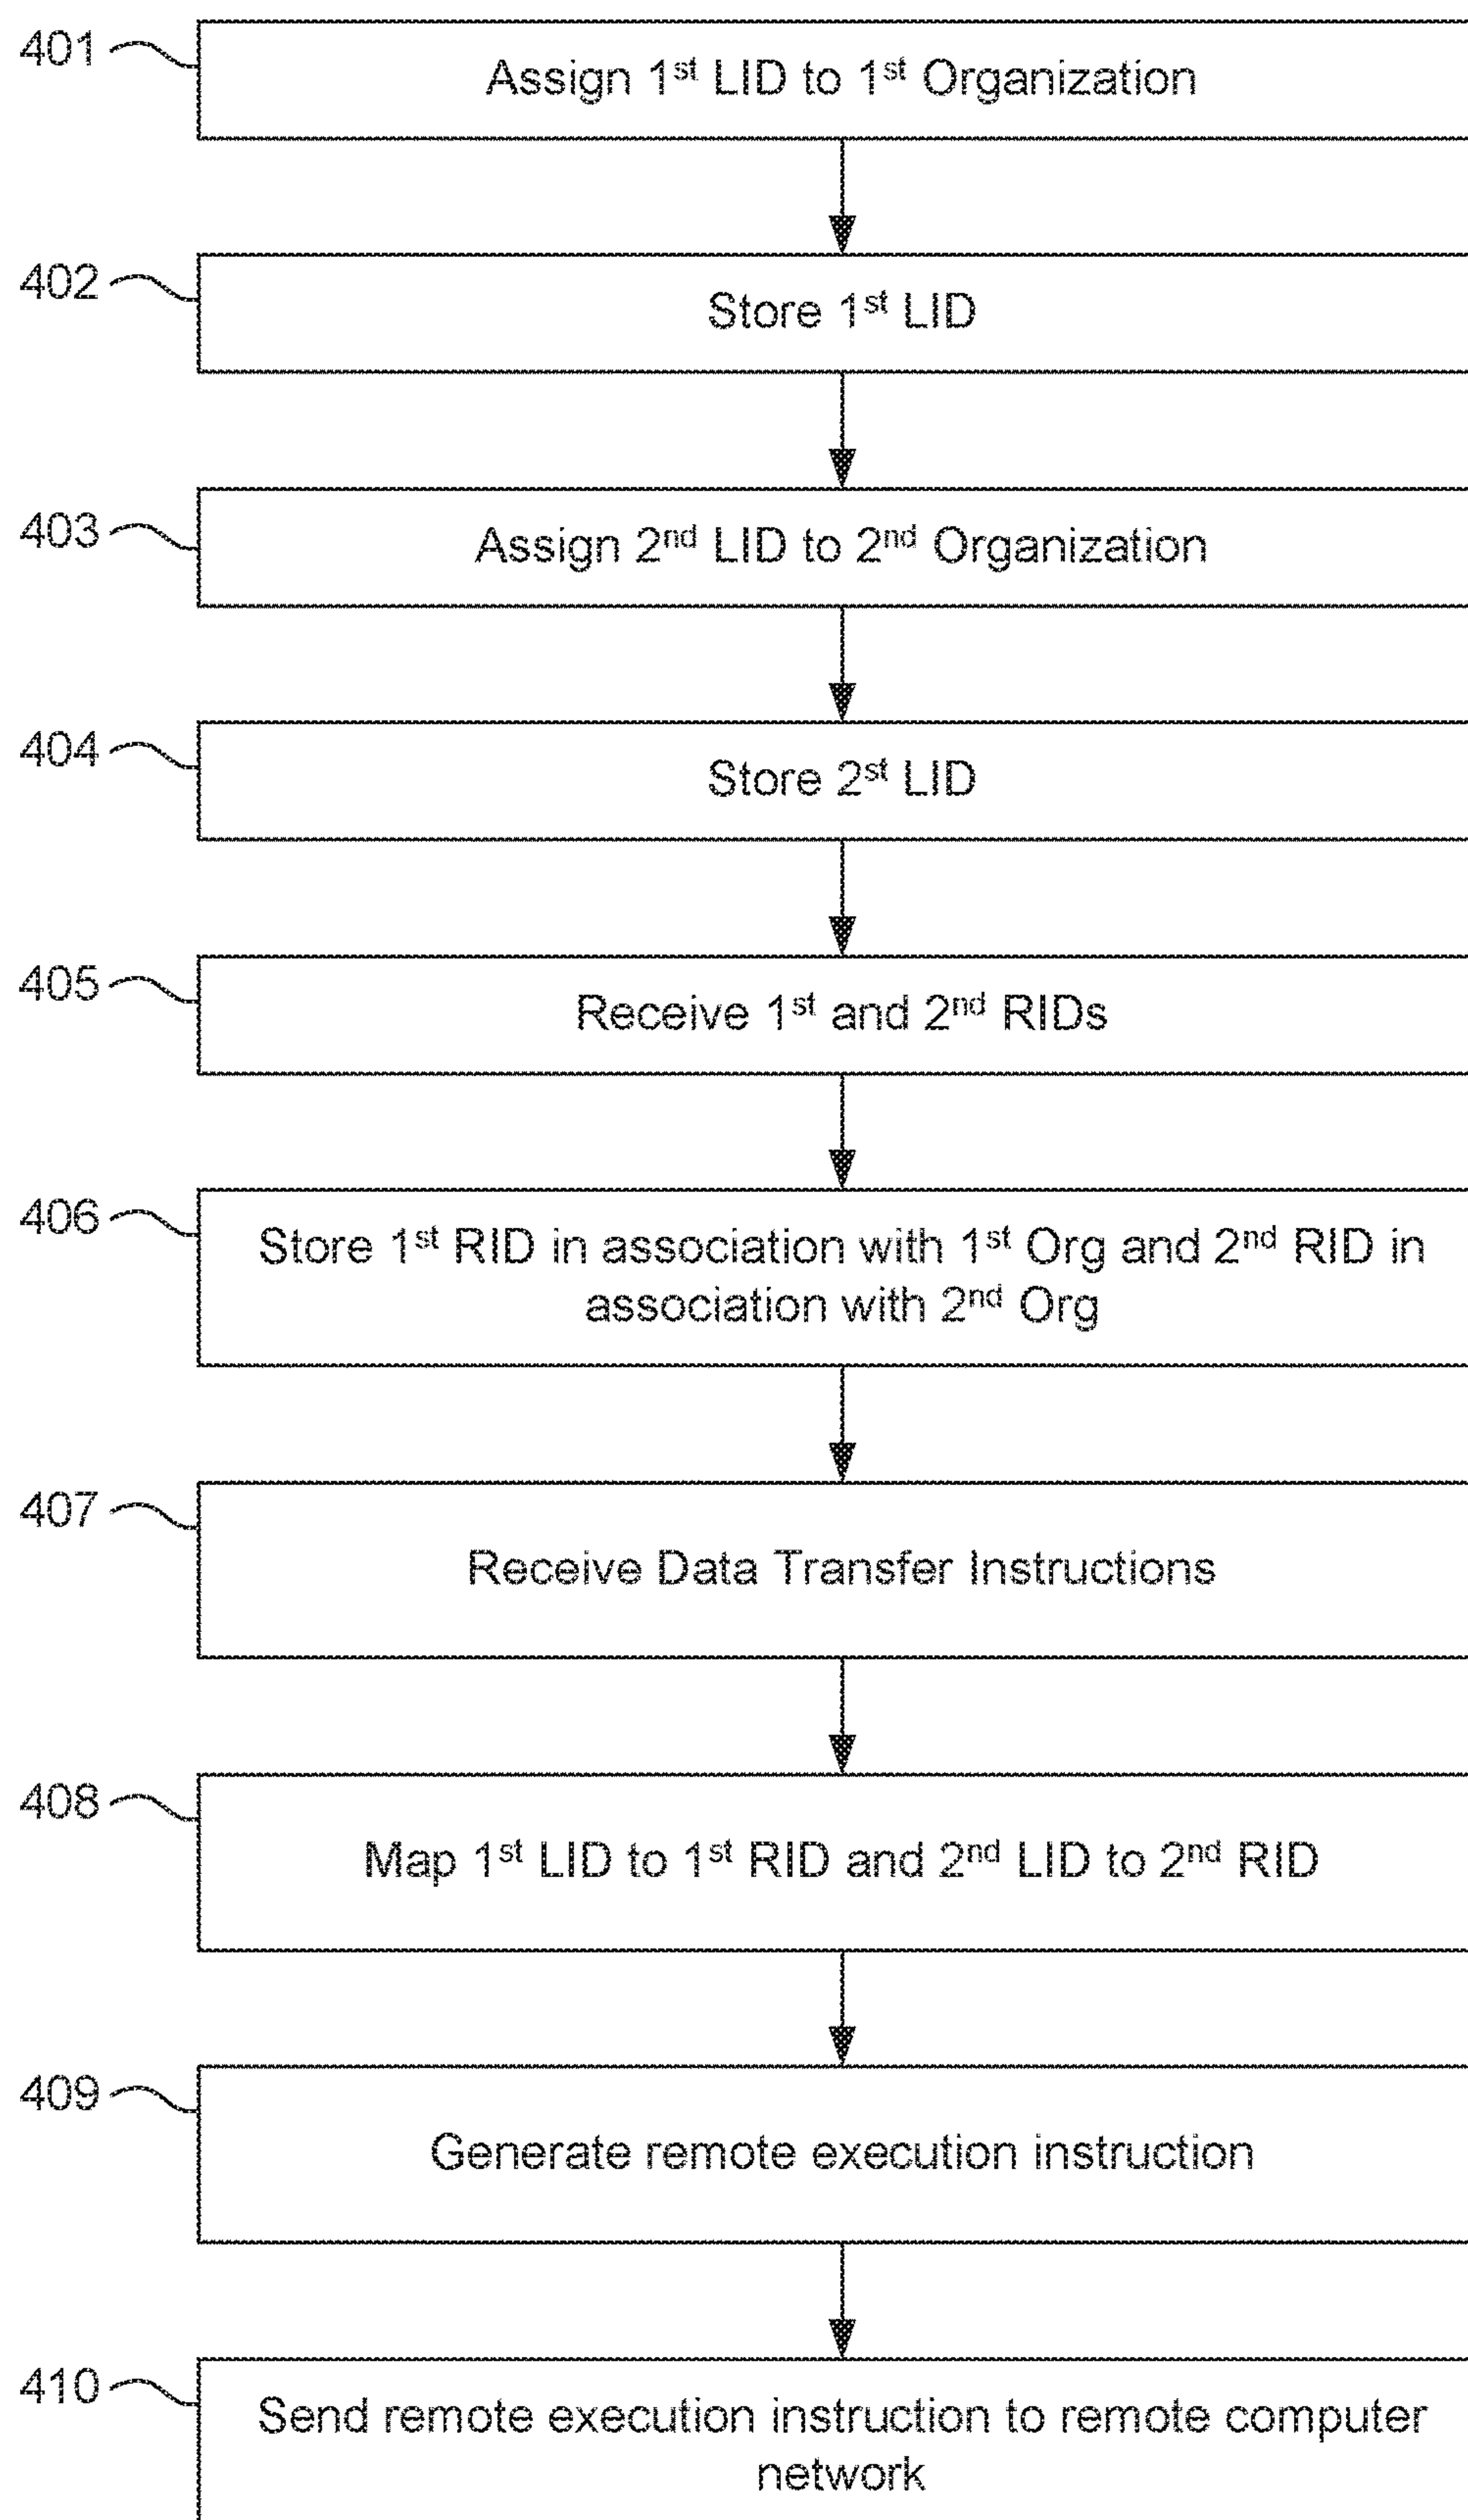 401
Assign 1st LID to 1st Organization
402
Store 1st LID
403
Assign 2nd LID to 2nd Organization
404
Store 2st LID
405
Receive 1st and 2nd RIDs
406
Store 1st RID in association with 1st Org and 2nd RID in
association with 2nd Org
407
Receive Data Transfer Instructions
408
Map 1st LID to 1st RID and 2nd LID to 2nd RID
409
Generate remote execution instruction
410
Send remote execution instruction to remote computer
network